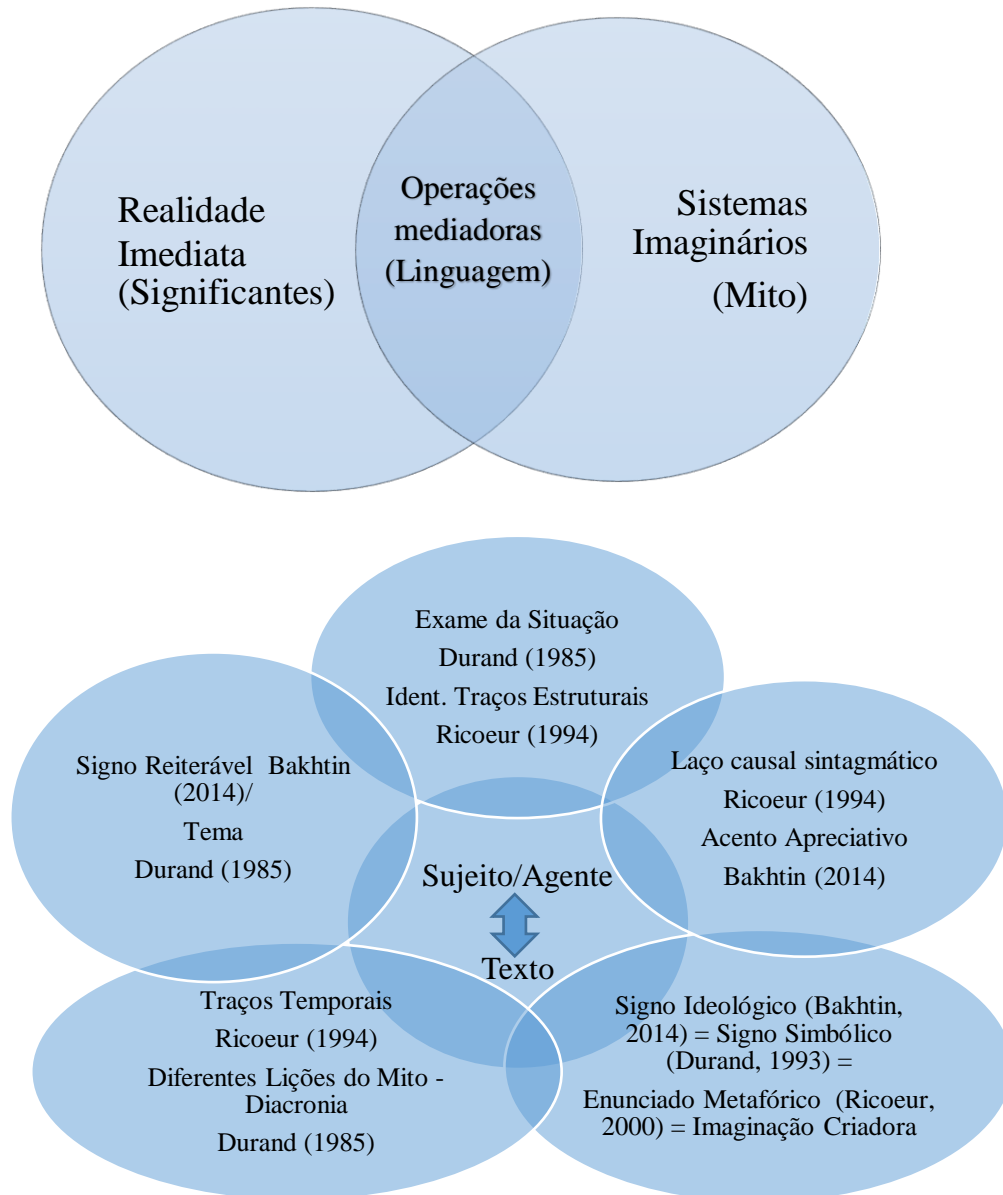 Realidade
Imediata
(Significantes)
Operações
mediadoras
(Linguagem)
Sistemas
Imaginários
(Mito)
Exame da Situação
Durand (1985)
Ident. Traços Estruturais
Ricoeur (1994)
Signo Reiterável Bakhtin
(2014)/
Tema
Durand (1985)
Laço causal sintagmático
Ricoeur (1994)
Acento Apreciativo
Bakhtin (2014)
Sujeito/Agente
Texto
Traços Temporais
Ricoeur (1994)
Diferentes Lições do Mito -
Diacronia
Durand (1985)
Signo Ideológico (Bakhtin,
2014) = Signo Simbólico
(Durand, 1993) =
Enunciado Metafórico (Ricoeur,
2000) = Imaginação Criadora